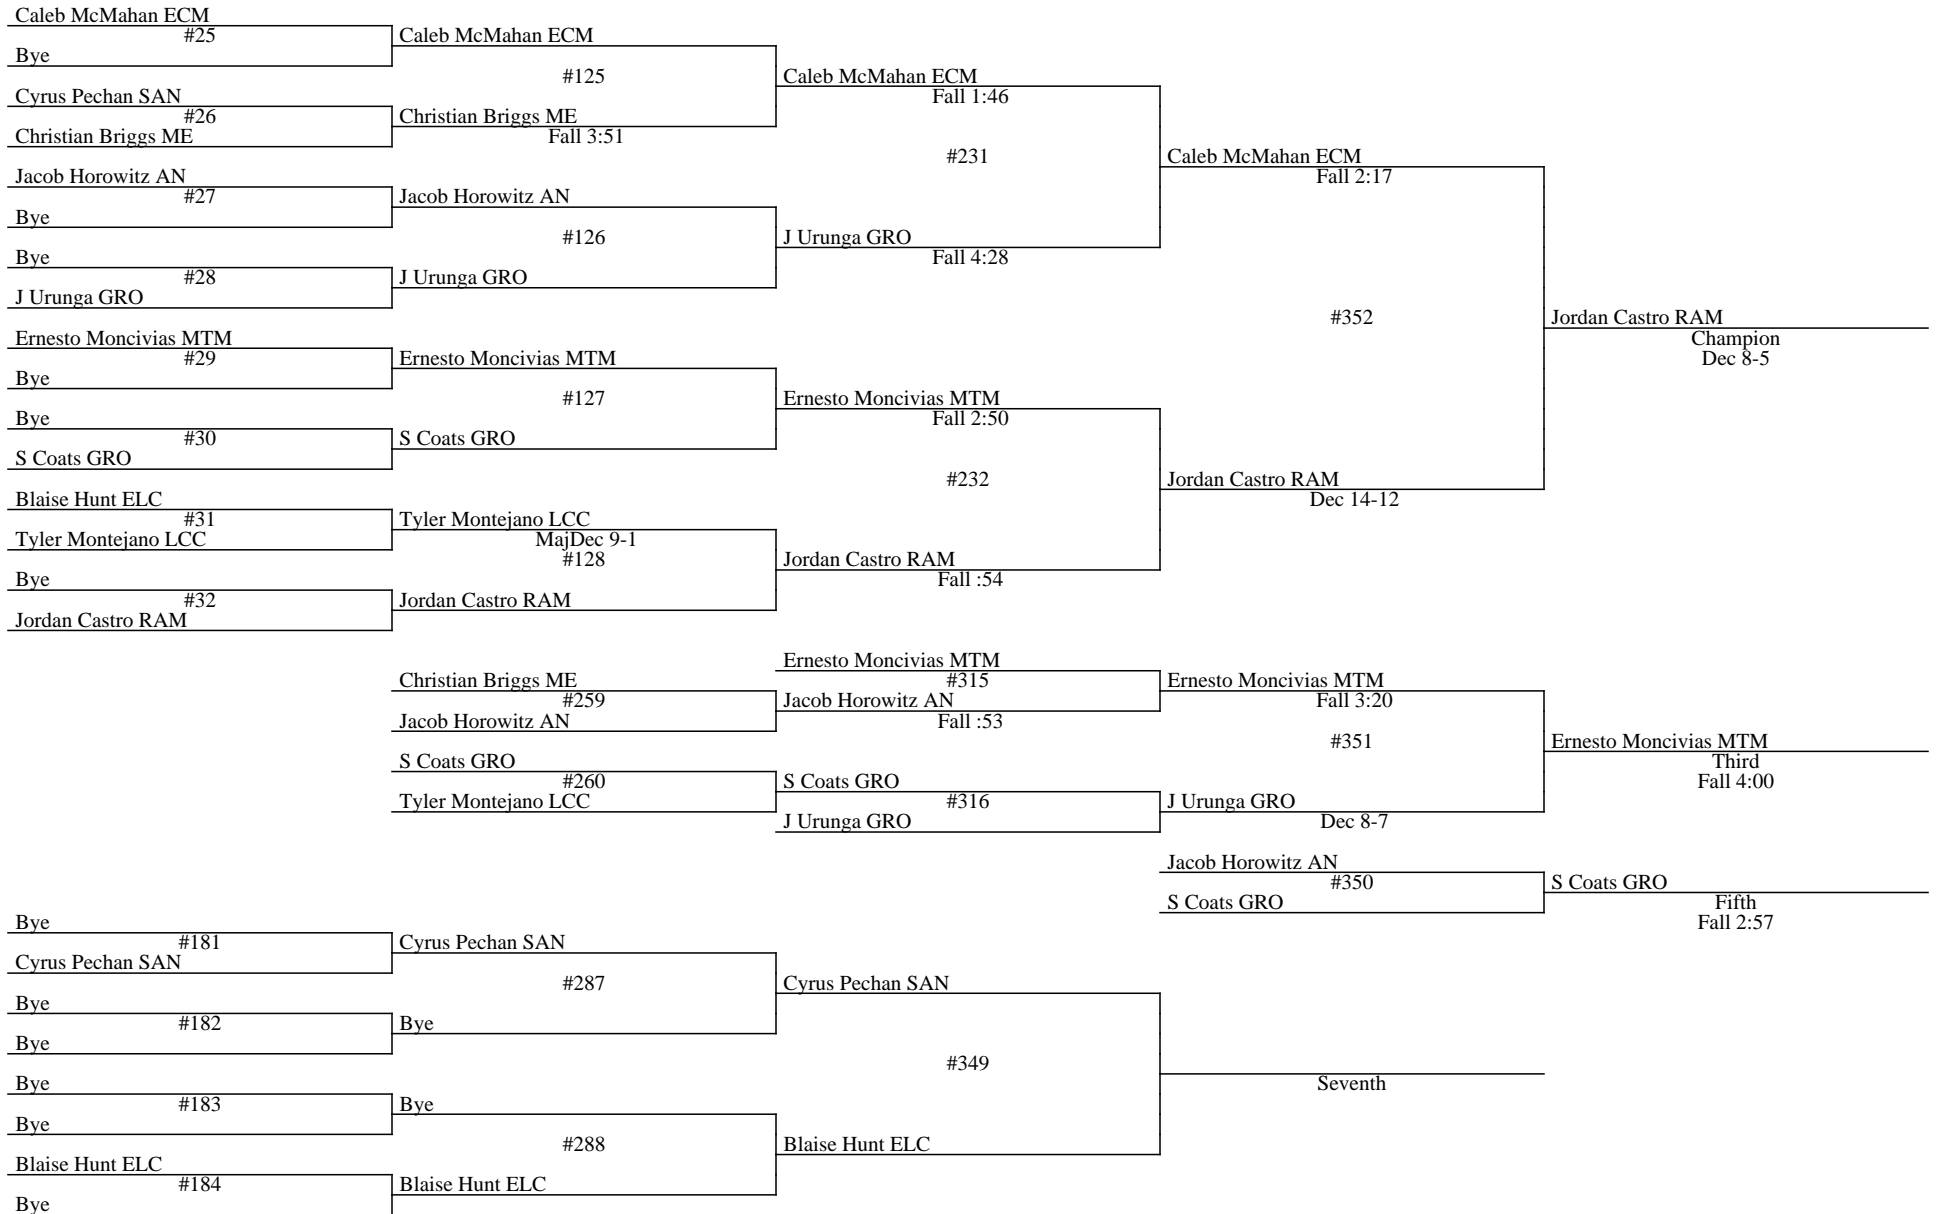 Caleb McMahan ECM
#25
Bye
Caleb McMahan ECM
#125
Cyrus Pechan SAN
#26
Christian Briggs ME
Christian Briggs ME
Fall 3:51
Caleb McMahan ECM
Fall 1:46
#231
Jacob Horowitz AN
#27
Bye
Jacob Horowitz AN
#126
Bye
#28
J Urunga GRO
J Urunga GRO
J Urunga GRO
Fall 4:28
Caleb McMahan ECM
Fall 2:17
#352
Ernesto Moncivias MTM
#29
Bye
Ernesto Moncivias MTM
#127
Bye
#30
S Coats GRO
S Coats GRO
Ernesto Moncivias MTM
Fall 2:50
#232
Blaise Hunt ELC
#31
Tyler Montejano LCC
Tyler Montejano LCC
MajDec 9-1
#128
Bye
#32
Jordan Castro RAM
Jordan Castro RAM
Jordan Castro RAM
Fall :54
Jordan Castro RAM
Dec 14-12
Jordan Castro RAM
Champion
Dec 8-5
Ernesto Moncivias MTM
#315
Christian Briggs ME
#259
Jacob Horowitz AN
Jacob Horowitz AN
Fall :53
Ernesto Moncivias MTM
Fall 3:20
#351
S Coats GRO
#260
Tyler Montejano LCC
S Coats GRO
#316
J Urunga GRO
J Urunga GRO
Dec 8-7
Ernesto Moncivias MTM
Third
Fall 4:00
Jacob Horowitz AN
#350
S Coats GRO
S Coats GRO
Fifth
Fall 2:57
Bye
#181
Cyrus Pechan SAN
Cyrus Pechan SAN
#287
Bye
#182
Bye
Bye
Cyrus Pechan SAN
#349
Bye
#183
Bye
Bye
#288
Blaise Hunt ELC
#184
Bye
Blaise Hunt ELC
Blaise Hunt ELC
Seventh